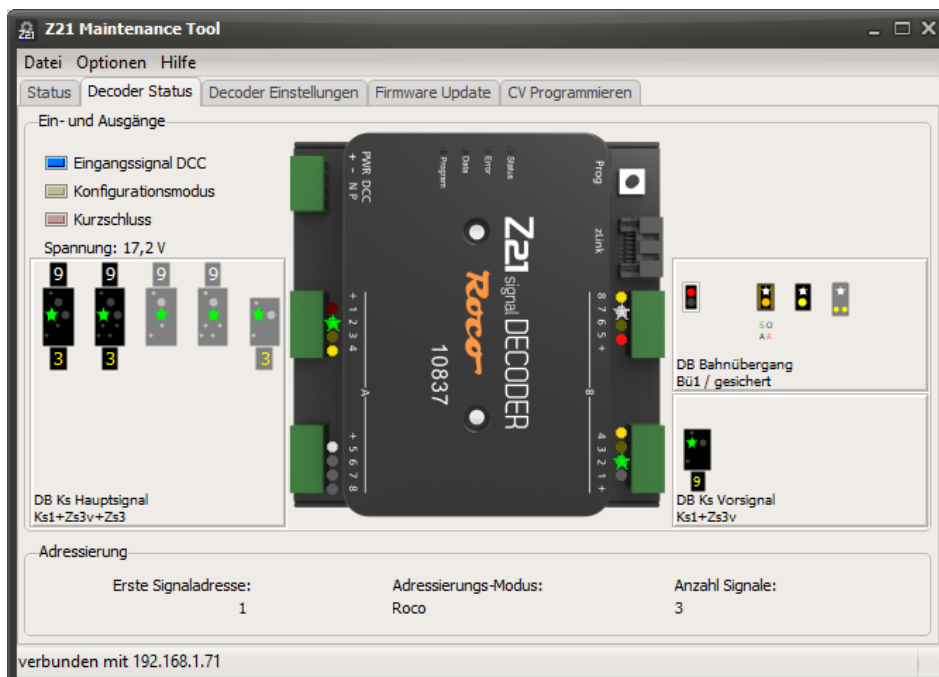 Z21 Maintenance Tool
Datei Optionen Hilfe
Status Decoder Status Decoder Einstellungen Firmware Update CV Programmieren
Ein- und Ausgänge
Eingangssignal DCC
Konfigurationsmodus
Kurzschluss
Spannung: 17,2 V
9 9 9 9
3 3 3
DB Ks Hauptsignal
Ks1+Zs3v+Zs3
PWR DCC
+ - N P
Program Data Error Status
Prog
zLink
+ 1 2 3 4
A
+ 5 6 7 8
Z21 signal DECODER
Roco
10837
8 7 6 5 +
B
4 3 2 1 +
S O
A A
DB Bahnübergang
Bü1 / gesichert
9
DB Ks Vorsignal
Ks1+Zs3v
Adressierung
Erste Signaladresse: Adressierungs-Modus: Anzahl Signale:
1 Roco 3
verbunden mit 192.168.1.71